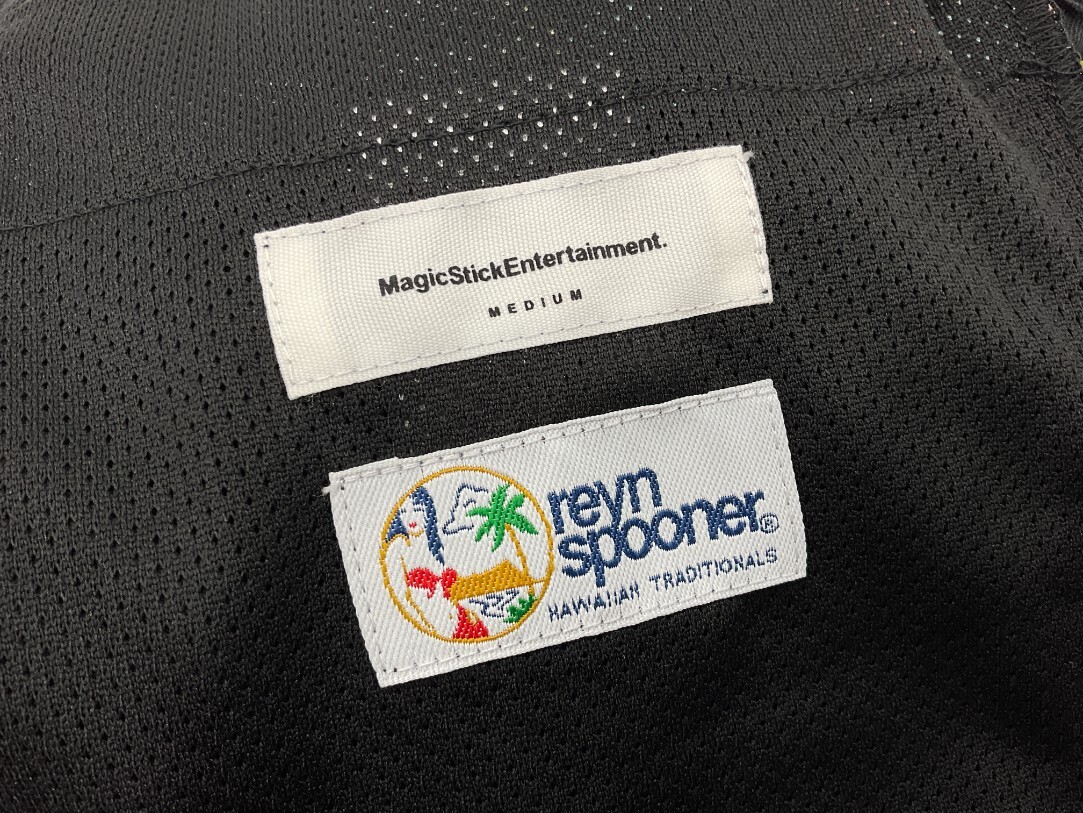 MagicStickEntertainment.
MEDIUM
reyn
spooner®
HAWAIIAN TRADITIONALS